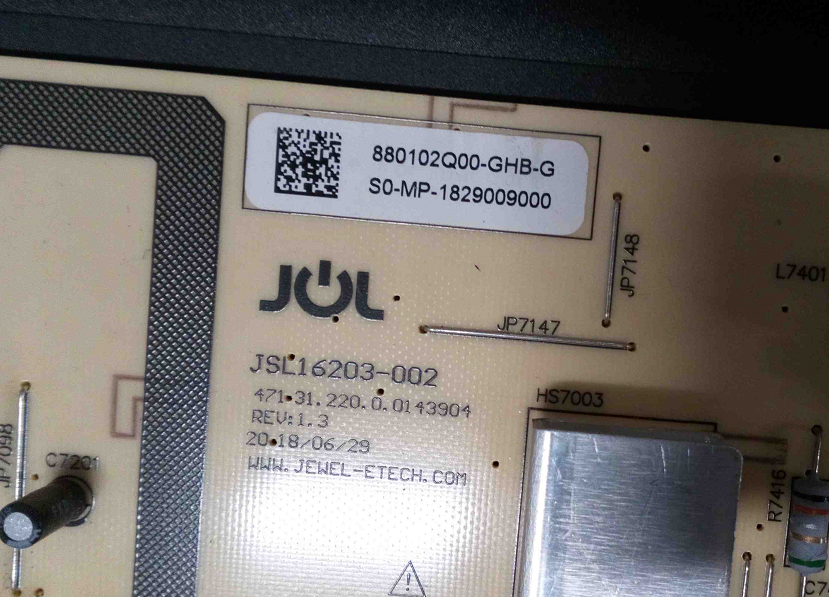 880102Q00-GHB-G
S0-MP-1829009000
JOL
JP7148
L7401
JP7147
JSL16203-002
471.31.220.0.0143904
REV:1.3
2018/06/29
WWW.JEWEL-ETECH.COM
HS7003
JP7098
C7201
R7416